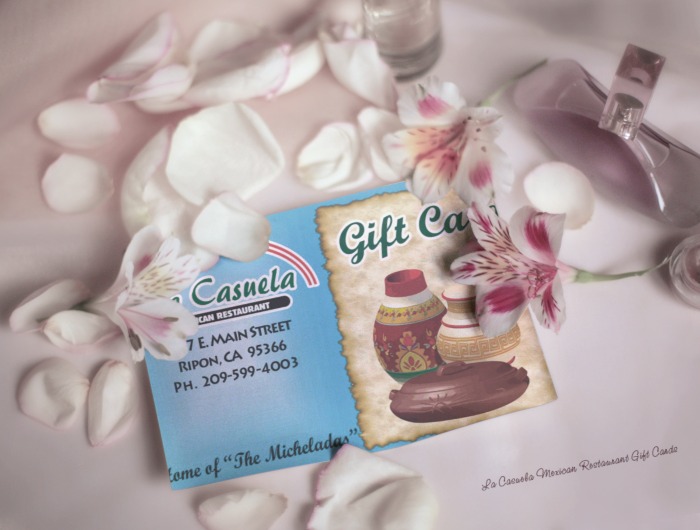 Gift Ca
Casuela
ICAN RESTAURANT
7 E. MAIN STREET
RIPON, CA 95366
PH. 209-599-4003
ome of "The Micheladas"
La Casuela Mexican Restaurant Gift Cards